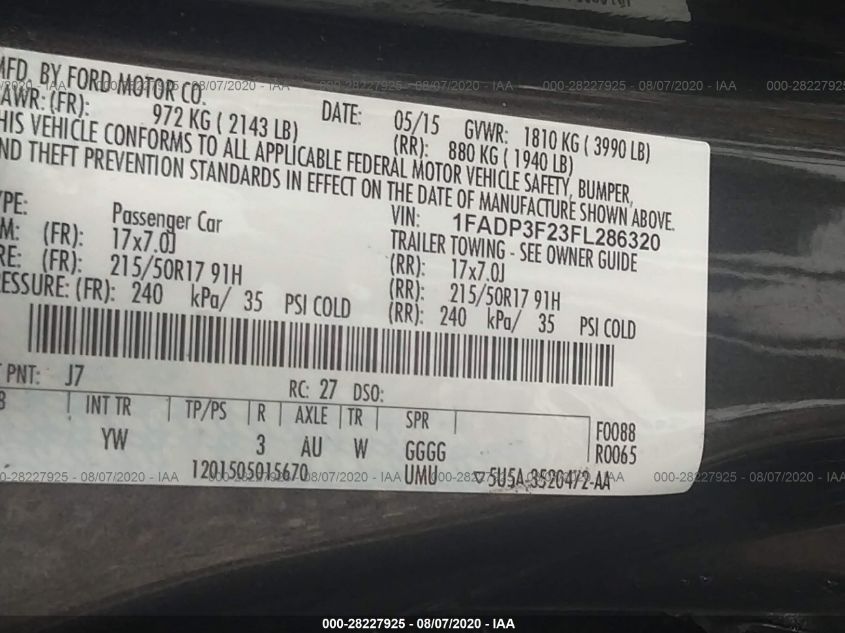 MFD. BY FORD MOTOR CO.
DATE: 05/15 GVWR: 1810 KG ( 3990 LB)
AWR: (FR): 972 KG ( 2143 LB) (RR): 880 KG ( 1940 LB)
HIS VEHICLE CONFORMS TO ALL APPLICABLE FEDERAL MOTOR VEHICLE SAFETY, BUMPER,
ND THEFT PREVENTION STANDARDS IN EFFECT ON THE DATE OF MANUFACTURE SHOWN ABOVE.
VIN: 1FADP3F23FL286320
YPE: Passenger Car TRAILER TOWING - SEE OWNER GUIDE
M: (FR): 17x7.0J (RR): 17x7.0J
RE: (FR): 215/50R17 91H (RR): 215/50R17 91H
ESSURE: (FR): 240 kPa/ 35 PSI COLD (RR): 240 kPa/ 35 PSI COLD
T PNT: J7 RC: 27 DSO:
B INT TR TP/PS R AXLE TR SPR F0088
YW 3 AU W GGGG R0065
1201505015670 UMU ▽5U5A-3520472-AA
000-28227925 - 08/07/2020 - IAA